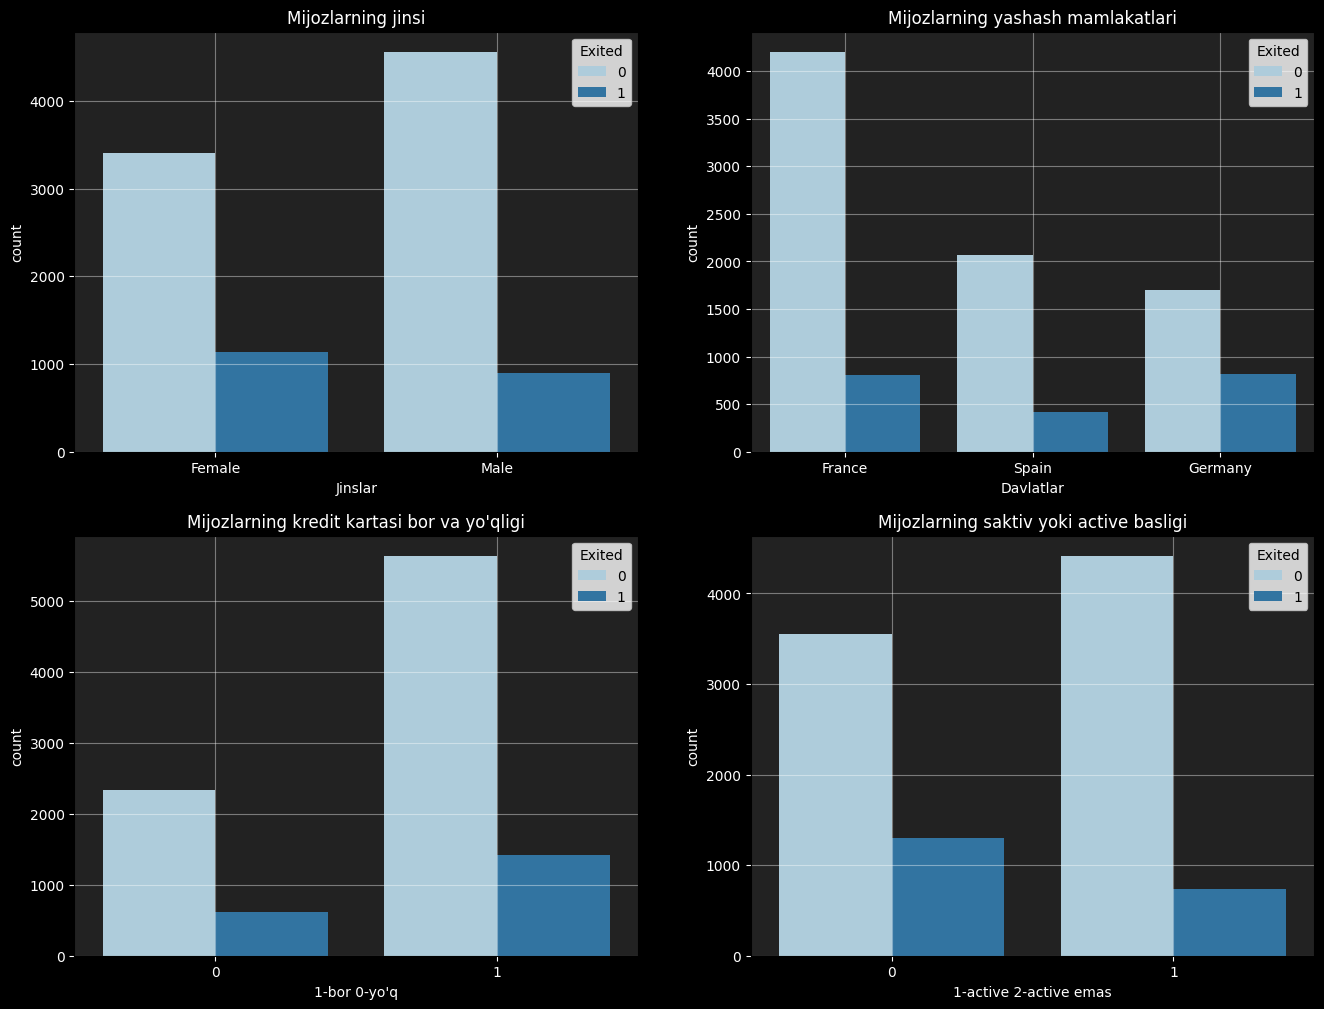 Mijozlarning jinsi
Exited
0
1
4000
3000
2000
1000
0
count
Female
Male
Jinslar
Mijozlarning yashash mamlakatlari
Exited
0
1
4000
3500
3000
2500
2000
1500
1000
500
0
count
France
Spain
Germany
Davlatlar
Mijozlarning kredit kartasi bor va yo'qligi
Exited
0
1
5000
4000
3000
2000
1000
0
count
0
1
1-bor 0-yo'q
Mijozlarning saktiv yoki active basligi
Exited
0
1
4000
3000
2000
1000
0
count
0
1
1-active 2-active emas